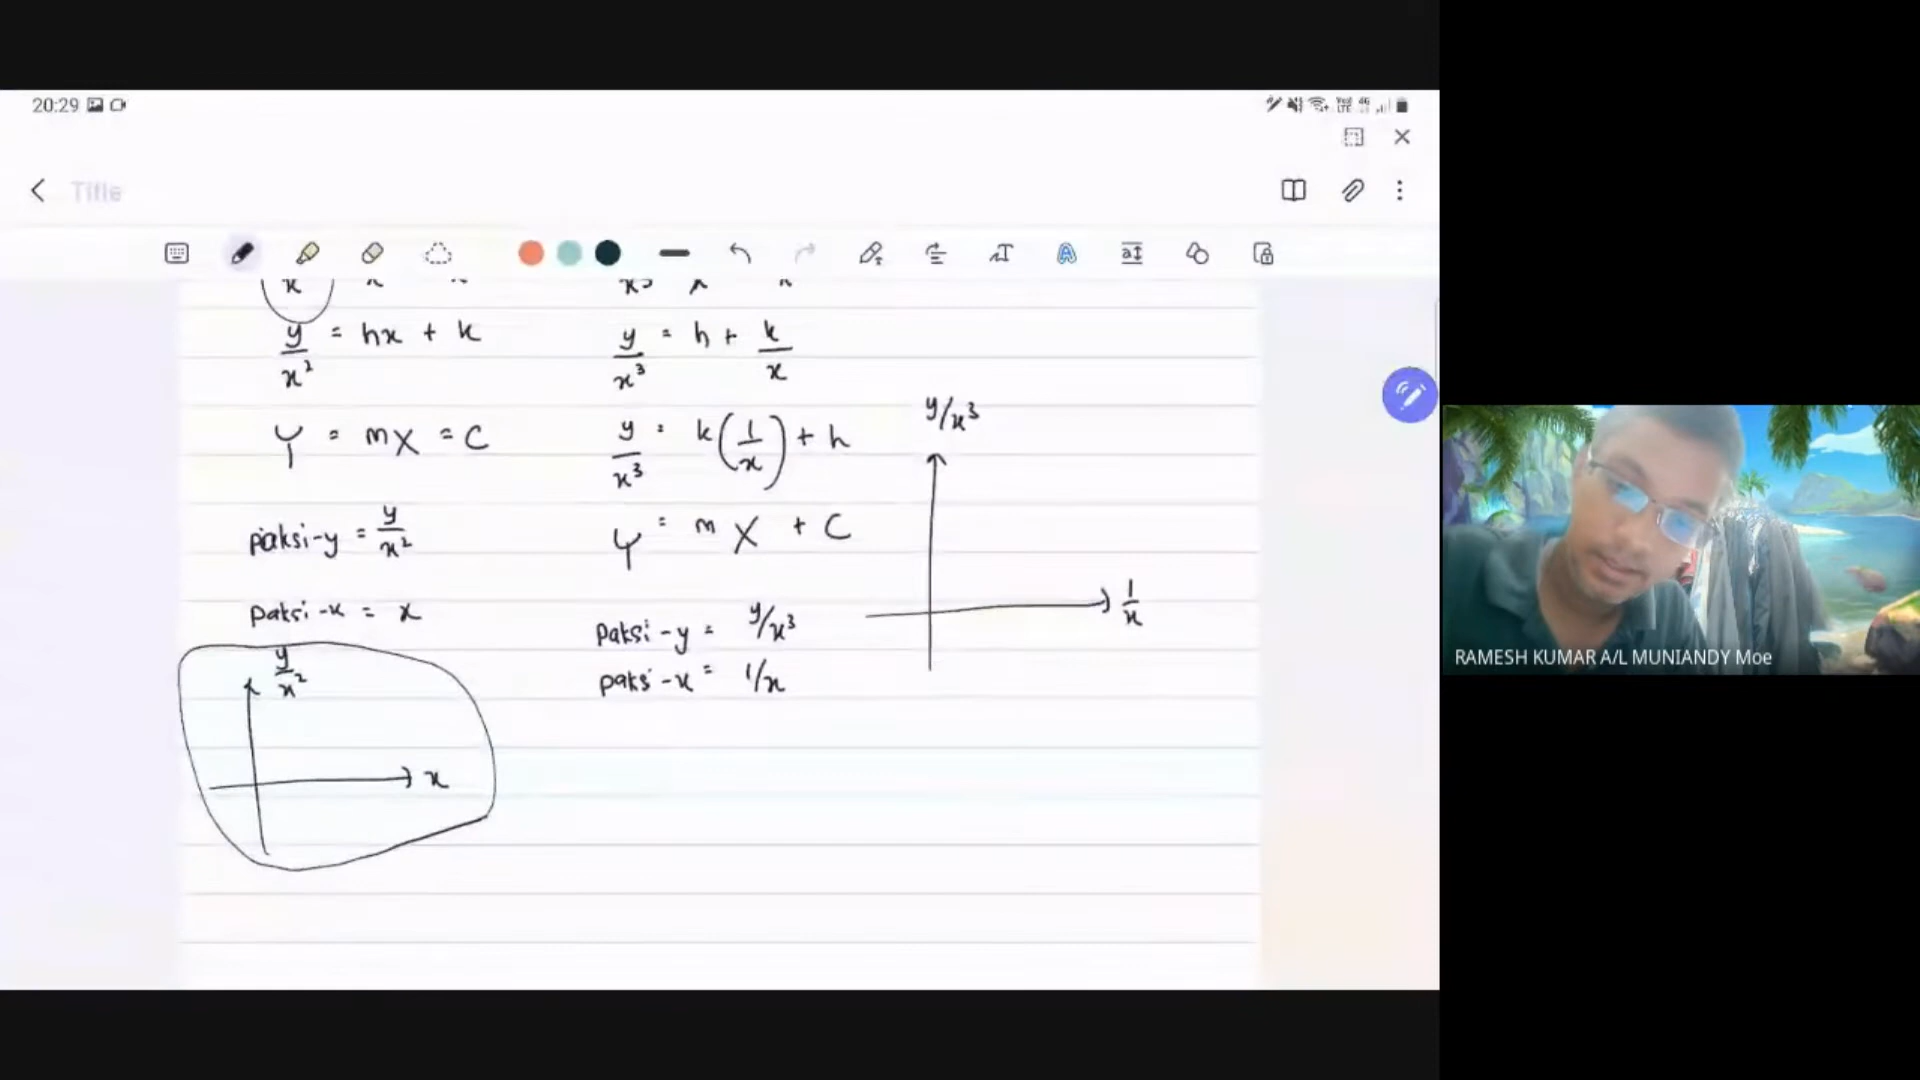 20:29
Title
y/x² = hx + k
Y = mX = C
paksi-y = y/x²
paksi-x = x
y/x²
x
y/x³ = h + k/x
y/x³ = k(1/x) + h
Y = mX + C
paksi-y = y/x³
paksi-x = 1/x
y/x³
1/x
RAMESH KUMAR A/L MUNIANDY Moe